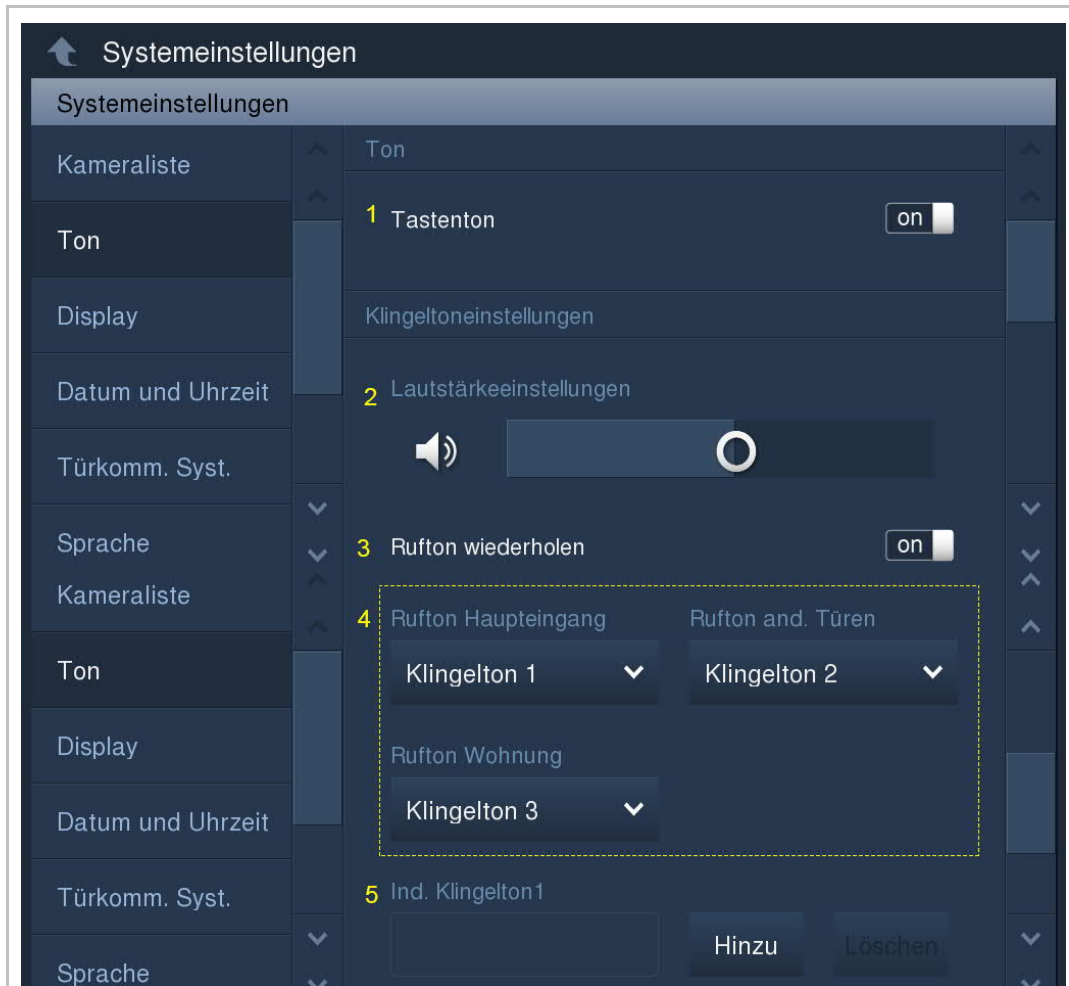 Systemeinstellungen
Systemeinstellungen
Kameraliste
Ton
Display
Datum und Uhrzeit
Türkomm. Syst.
Sprache
Kameraliste
Ton
Display
Datum und Uhrzeit
Türkomm. Syst.
Sprache
Ton
1 Tastenton on
Klingeltoneinstellungen
2 Lautstärkeeinstellungen
3 Rufton wiederholen on
4 Rufton Haupteingang Rufton and. Türen
Klingelton 1 Klingelton 2
Rufton Wohnung
Klingelton 3
5 Ind. Klingelton1
Hinzu Löschen